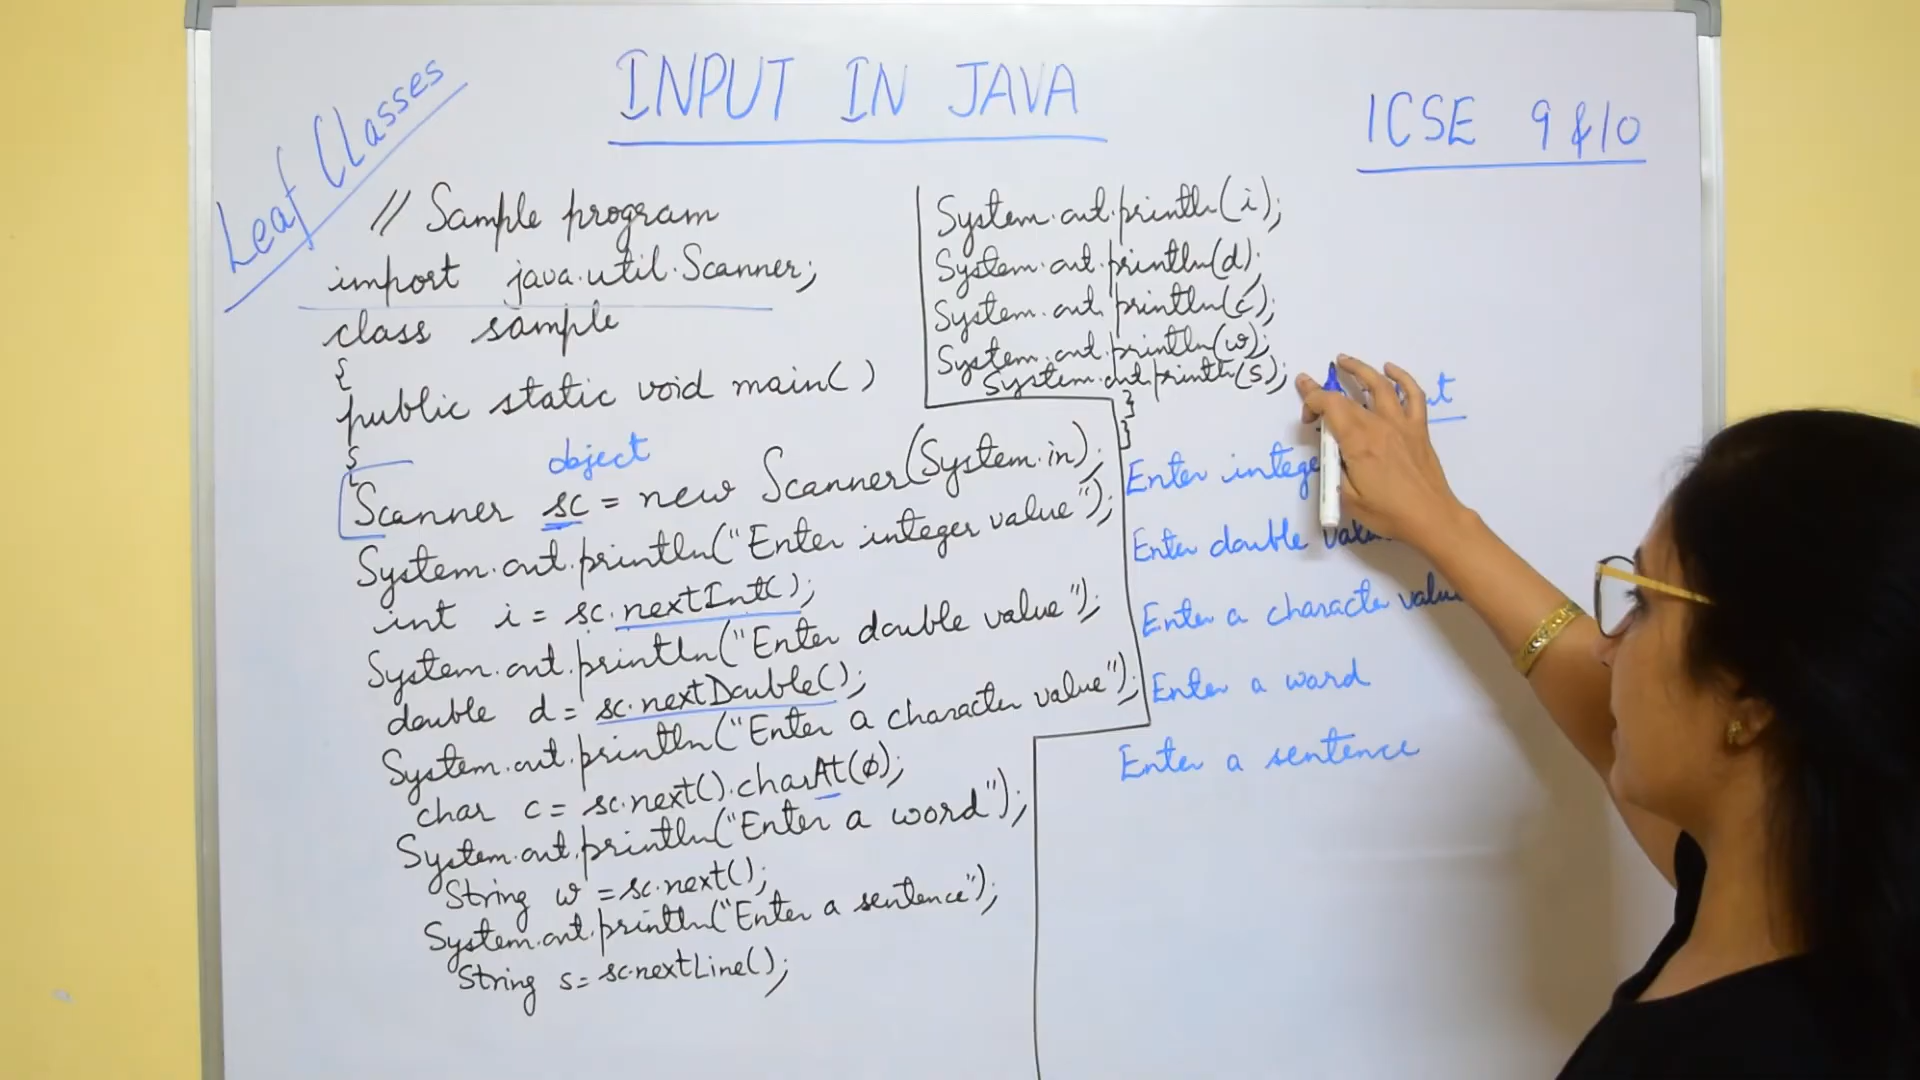 Leaf Classes
INPUT IN JAVA
ICSE 9 & 10
// Sample program
import java.util.Scanner;
class sample
{
public static void main()
{
object
Scanner sc = new Scanner(System.in);
System.out.println("Enter integer value");
int i = sc.nextInt();
System.out.println("Enter double value");
double d = sc.nextDouble();
System.out.println("Enter a character value");
char c = sc.next().charAt(0);
System.out.println("Enter a word");
String w = sc.next();
System.out.println("Enter a sentence");
String s = sc.nextLine();
System.out.println(i);
System.out.println(d);
System.out.println(c);
System.out.println(w);
System.out.println(s);
}
}
Enter
Enter double
Enter a character value
Enter a word
Enter a sentence